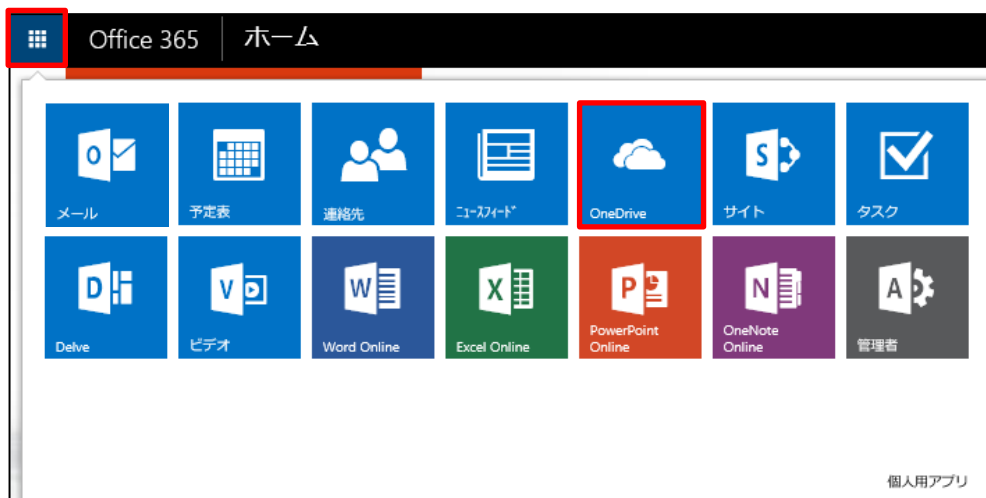 Office 365 ホーム
メール 予定表 連絡先 ﾆｭｰｽﾌｨｰﾄﾞ OneDrive サイト タスク
Delve ビデオ Word Online Excel Online PowerPoint Online OneNote Online 管理者
個人用アプリ